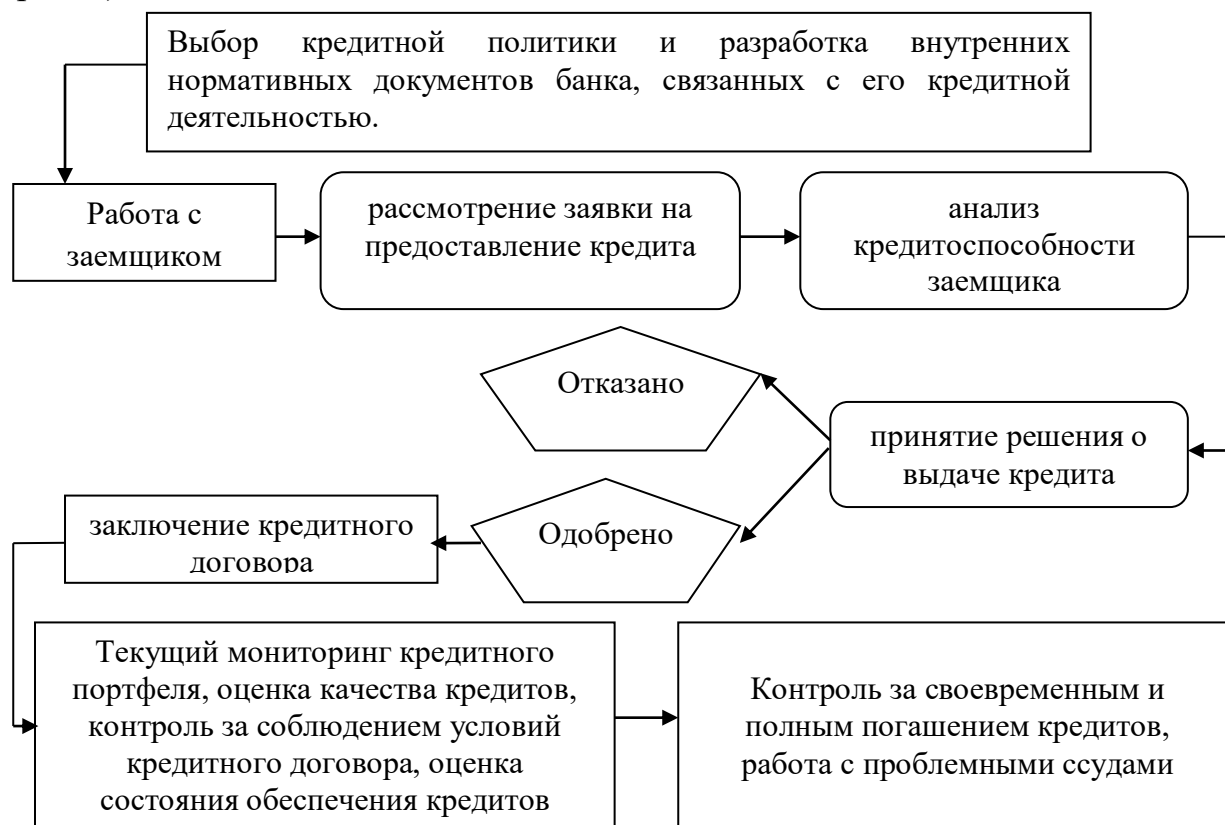 Выбор кредитной политики и разработка внутренних
нормативных документов банка, связанных с его кредитной
деятельностью.
Работа с
заемщиком
рассмотрение заявки на
предоставление кредита
анализ
кредитоспособности
заемщика
Отказано
принятие решения о
выдаче кредита
Одобрено
заключение кредитного
договора
Текущий мониторинг кредитного
портфеля, оценка качества кредитов,
контроль за соблюдением условий
кредитного договора, оценка
состояния обеспечения кредитов
Контроль за своевременным и
полным погашением кредитов,
работа с проблемными ссудами